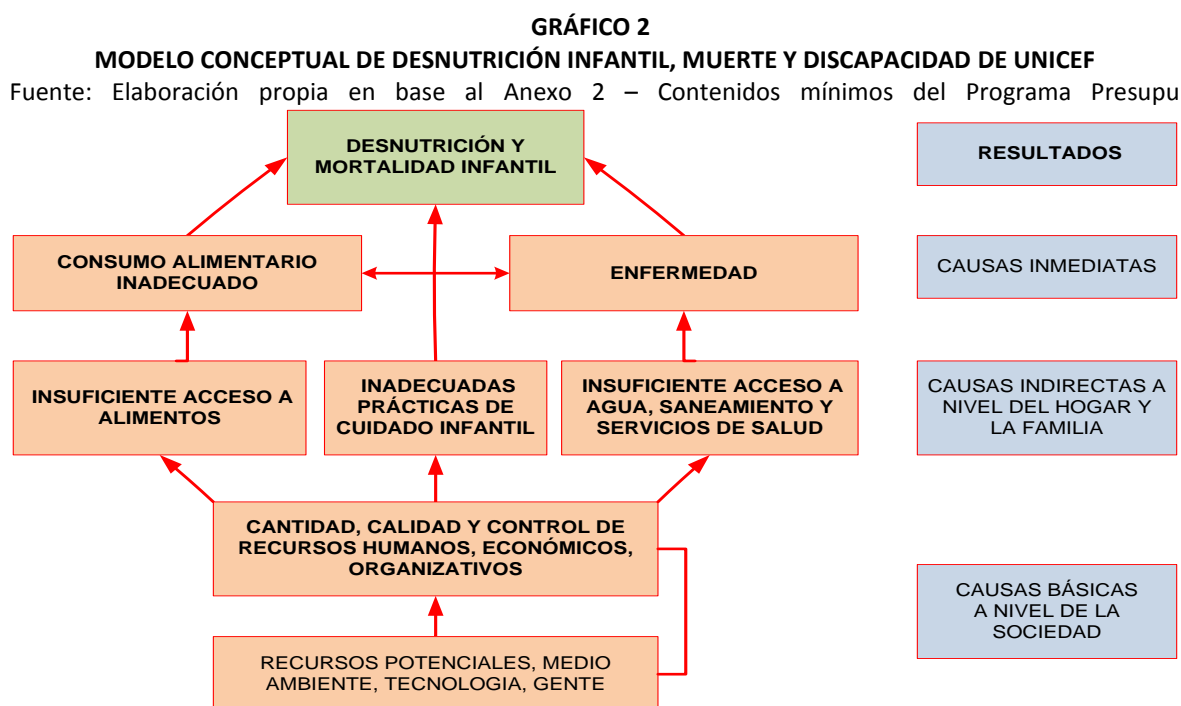 GRÁFICO 2
MODELO CONCEPTUAL DE DESNUTRICIÓN INFANTIL, MUERTE Y DISCAPACIDAD DE UNICEF
Fuente: Elaboración propia en base al Anexo 2 – Contenidos mínimos del Programa Presupu
DESNUTRICIÓN Y
MORTALIDAD INFANTIL
RESULTADOS
CONSUMO ALIMENTARIO
INADECUADO
ENFERMEDAD
CAUSAS INMEDIATAS
INSUFICIENTE ACCESO A
ALIMENTOS
INADECUADAS
PRÁCTICAS DE
CUIDADO INFANTIL
INSUFICIENTE ACCESO A
AGUA, SANEAMIENTO Y
SERVICIOS DE SALUD
CAUSAS INDIRECTAS A
NIVEL DEL HOGAR Y
LA FAMILIA
CANTIDAD, CALIDAD Y CONTROL DE
RECURSOS HUMANOS, ECONÓMICOS,
ORGANIZATIVOS
CAUSAS BÁSICAS
A NIVEL DE LA
SOCIEDAD
RECURSOS POTENCIALES, MEDIO
AMBIENTE, TECNOLOGIA, GENTE